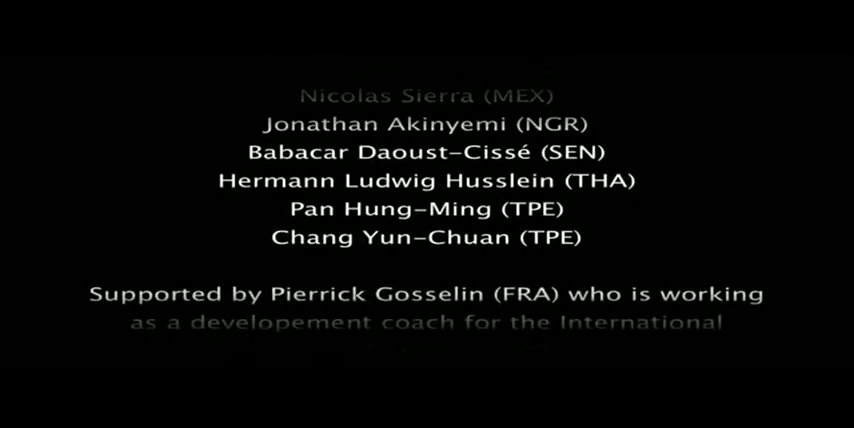 Nicolas Sierra (MEX)
Jonathan Akinyemi (NGR)
Babacar Daoust-Cissé (SEN)
Hermann Ludwig Husslein (THA)
Pan Hung-Ming (TPE)
Chang Yun-Chuan (TPE)
Supported by Pierrick Gosselin (FRA) who is working
as a developement coach for the International